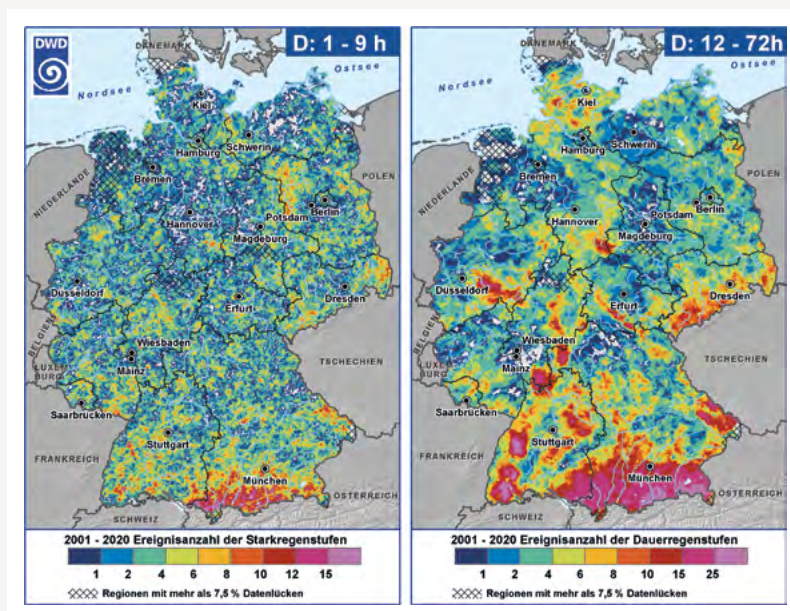 DWD
D: 1 - 9 h
DÄNEMARK
Nordsee
Ostsee
Kiel
Schwerin
Hamburg
Bremen
NIEDERLANDE
POLEN
Hannover
Potsdam
Berlin
Magdeburg
Düsseldorf
Erfurt
Dresden
BELGIEN
Wiesbaden
Mainz
TSCHECHIEN
LUXEM
BURG
Saarbrücken
Stuttgart
FRANKREICH
München
ÖSTERREICH
SCHWEIZ
2001 - 2020 Ereignisanzahl der Starkregenstufen
1 2 4 6 8 10 12 15
Regionen mit mehr als 7,5 % Datenlücken
D: 12 - 72h
DÄNEMARK
Nordsee
Ostsee
Kiel
Hamburg
Schwerin
Bremen
NIEDERLANDE
POLEN
Hannover
Potsdam
Berlin
Magdeburg
Düsseldorf
Erfurt
Dresden
BELGIEN
Wiesbaden
Mainz
TSCHECHIEN
LUXEM
BURG
Saarbrücken
Stuttgart
FRANKREICH
München
ÖSTERREICH
SCHWEIZ
2001 - 2020 Ereignisanzahl der Dauerregenstufen
1 2 4 6 8 10 15 25
Regionen mit mehr als 7,5 % Datenlücken